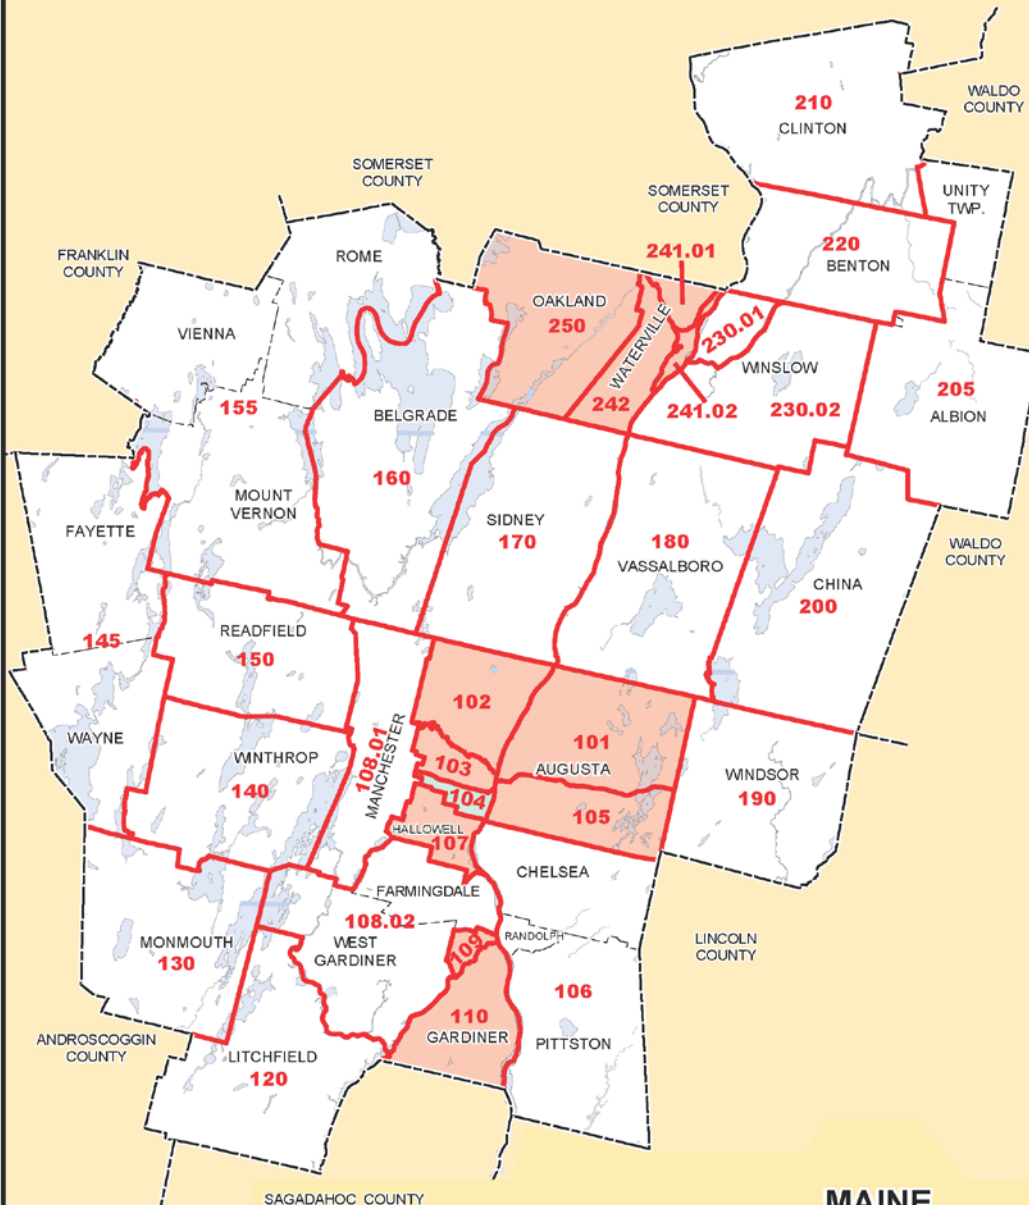 210
CLINTON
WALDO
COUNTY
SOMERSET
COUNTY
SOMERSET
COUNTY
UNITY
TWP.
FRANKLIN
COUNTY
ROME
241.01
220
BENTON
VIENNA
OAKLAND
250
WATERVILLE
230.01
WINSLOW
155
BELGRADE
242
241.02
230.02
205
ALBION
160
MOUNT
VERNON
FAYETTE
SIDNEY
170
180
VASSALBORO
WALDO
COUNTY
CHINA
200
145
READFIELD
150
102
WAYNE
WINTHROP
140
108.01
MANCHESTER
103
101
AUGUSTA
WINDSOR
190
104
105
HALLOWELL
107
CHELSEA
FARMINGDALE
108.02
MONMOUTH
130
WEST
GARDINER
109
RANDOLPH
LINCOLN
COUNTY
106
110
GARDINER
PITTSTON
ANDROSCOGGIN
COUNTY
LITCHFIELD
120
SAGADAHOC COUNTY
MAINE